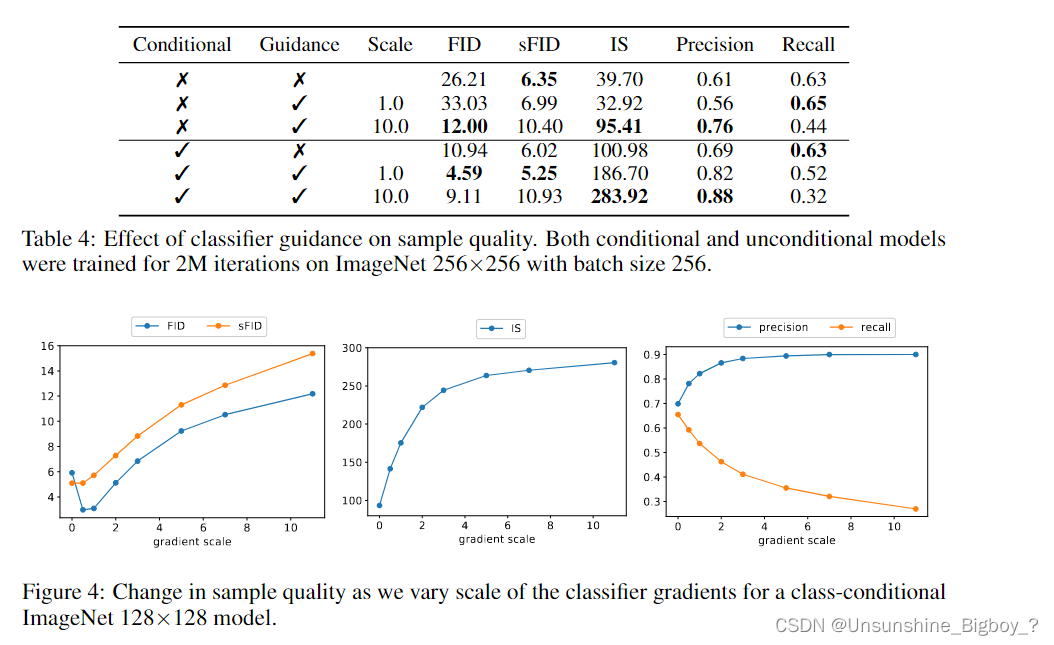 Conditional Guidance Scale FID sFID IS Precision Recall
✗ ✗ 26.21 6.35 39.70 0.61 0.63
✗ ✓ 1.0 33.03 6.99 32.92 0.56 0.65
✗ ✓ 10.0 12.00 10.40 95.41 0.76 0.44
✓ ✗ 10.94 6.02 100.98 0.69 0.63
✓ ✓ 1.0 4.59 5.25 186.70 0.82 0.52
✓ ✓ 10.0 9.11 10.93 283.92 0.88 0.32
Table 4: Effect of classifier guidance on sample quality. Both conditional and unconditional models
were trained for 2M iterations on ImageNet 256×256 with batch size 256.
FID sFID
16
14
12
10
8
6
4
0 2 4 6 8 10
gradient scale
IS
300
250
200
150
100
0 2 4 6 8 10
gradient scale
precision recall
0.9
0.8
0.7
0.6
0.5
0.4
0.3
0 2 4 6 8 10
gradient scale
Figure 4: Change in sample quality as we vary scale of the classifier gradients for a class-conditional
ImageNet 128×128 model.
CSDN @Unsunshine_Bigboy_?